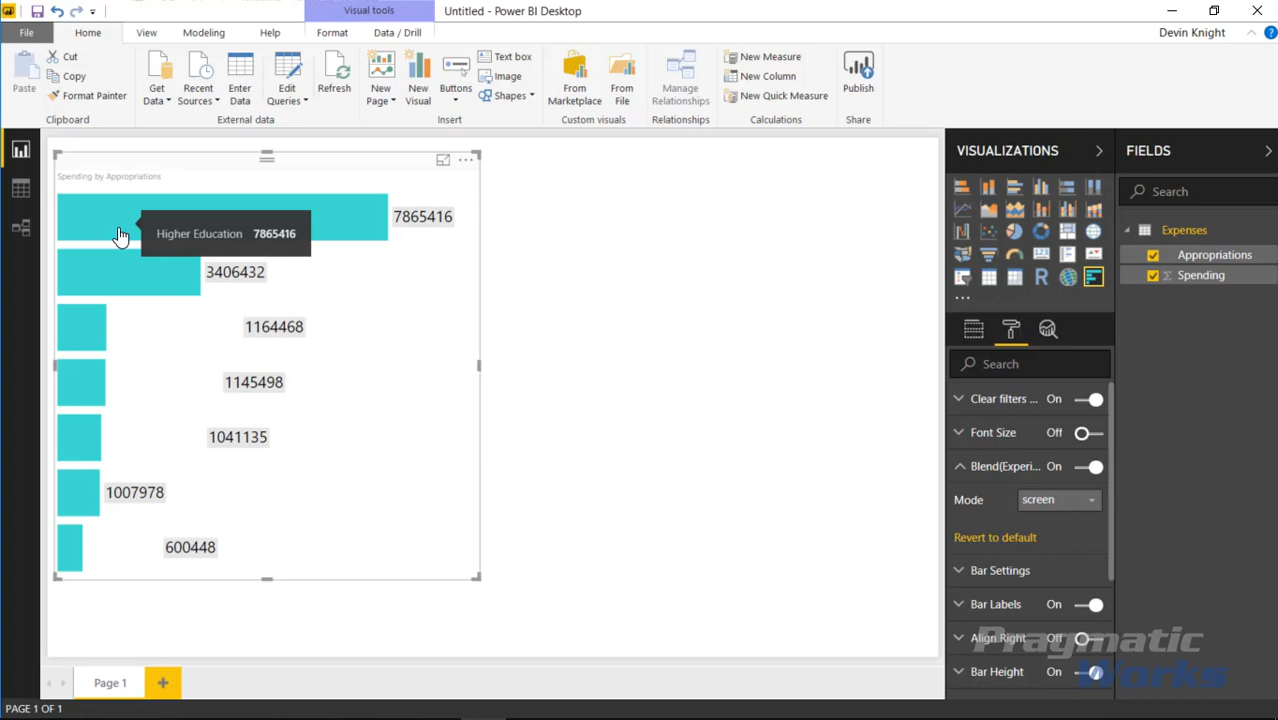 Visual tools
Untitled - Power BI Desktop
File
Home
View
Modeling
Help
Format
Data / Drill
Devin Knight
Paste
Cut
Copy
Format Painter
Clipboard
Get Data
Recent Sources
Enter Data
Edit Queries
Refresh
External data
New Page
New Visual
Buttons
Text box
Image
Shapes
Insert
From Marketplace
From File
Custom visuals
Manage Relationships
Relationships
New Measure
New Column
New Quick Measure
Calculations
Publish
Share
Spending by Appropriations
7865416
Higher Education 7865416
3406432
1164468
1145498
1041135
1007978
600448
VISUALIZATIONS
R
Search
Clear filters ... On
Font Size Off
Blend(Experi... On
Mode screen
Revert to default
Bar Settings
Bar Labels On
Align Right Off
Bar Height On
FIELDS
Search
Expenses
Appropriations
Σ Spending
Pragmatic
Works
Page 1
PAGE 1 OF 1